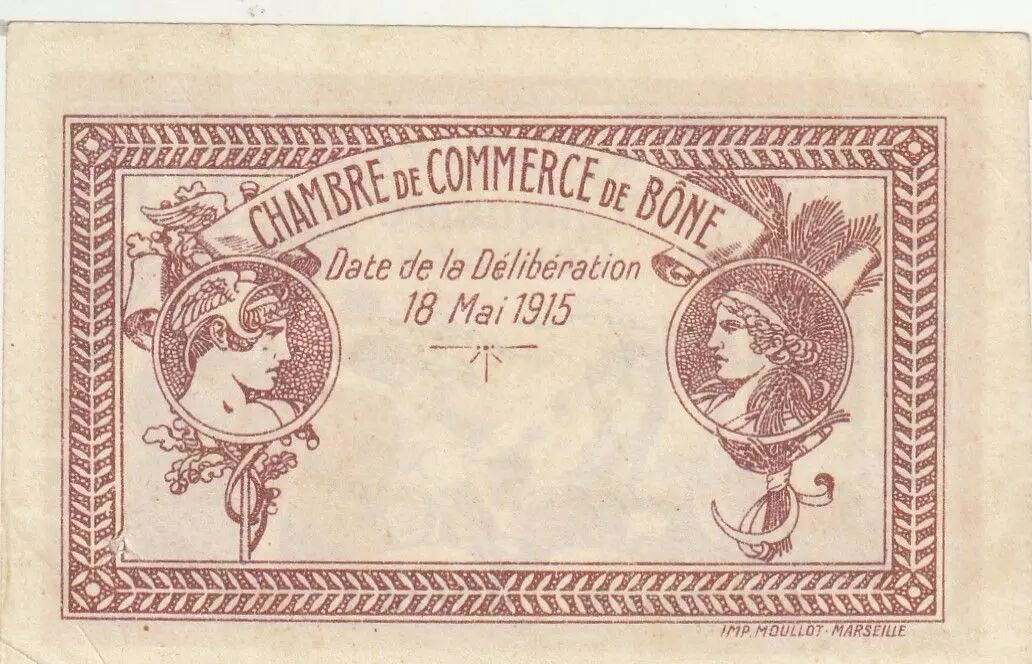 CHAMBRE DE COMMERCE DE BÔNE
Date de la Délibération
18 Mai 1915
IMP. MOULLOT · MARSEILLE